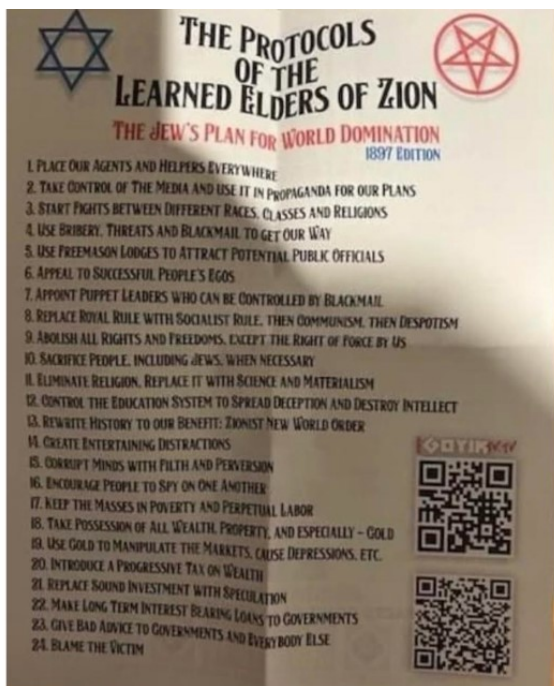 THE PROTOCOLS
OF THE
LEARNED ELDERS OF ZION
THE JEW'S PLAN FOR WORLD DOMINATION
1897 EDITION
1. PLACE OUR AGENTS AND HELPERS EVERYWHERE
2. TAKE CONTROL OF THE MEDIA AND USE IT IN PROPAGANDA FOR OUR PLANS
3. START FIGHTS BETWEEN DIFFERENT RACES, CLASSES AND RELIGIONS
4. USE BRIBERY, THREATS AND BLACKMAIL TO GET OUR WAY
5. USE FREEMASON LODGES TO ATTRACT POTENTIAL PUBLIC OFFICIALS
6. APPEAL TO SUCCESSFUL PEOPLE'S EGOS
7. APPOINT PUPPET LEADERS WHO CAN BE CONTROLLED BY BLACKMAIL
8. REPLACE ROYAL RULE WITH SOCIALIST RULE, THEN COMMUNISM, THEN DESPOTISM
9. ABOLISH ALL RIGHTS AND FREEDOMS, EXCEPT THE RIGHT OF FORCE BY US
10. SACRIFICE PEOPLE, INCLUDING JEWS, WHEN NECESSARY
11. ELIMINATE RELIGION, REPLACE IT WITH SCIENCE AND MATERIALISM
12. CONTROL THE EDUCATION SYSTEM TO SPREAD DECEPTION AND DESTROY INTELLECT
13. REWRITE HISTORY TO OUR BENEFIT: ZIONIST NEW WORLD ORDER
14. CREATE ENTERTAINING DISTRACTIONS
15. CORRUPT MINDS WITH FILTH AND PERVERSION
16. ENCOURAGE PEOPLE TO SPY ON ONE ANOTHER
17. KEEP THE MASSES IN POVERTY AND PERPETUAL LABOR
18. TAKE POSSESSION OF ALL WEALTH, PROPERTY, AND ESPECIALLY - GOLD
19. USE GOLD TO MANIPULATE THE MARKETS, CAUSE DEPRESSIONS, ETC.
20. INTRODUCE A PROGRESSIVE TAX ON WEALTH
21. REPLACE SOUND INVESTMENT WITH SPECULATION
22. MAKE LONG TERM INTEREST BEARING LOANS TO GOVERNMENTS
23. GIVE BAD ADVICE TO GOVERNMENTS AND EVERYBODY ELSE
24. BLAME THE VICTIM